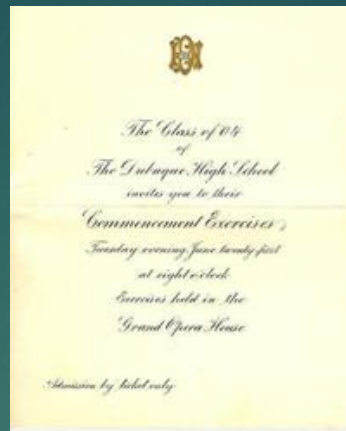 The Class of '04
of
The Dubuque High School
invites you to their
Commencement Exercises
Tuesday evening June twenty-first
at eight o'clock
Exercises held in the
Grand Opera House
Admission by ticket only